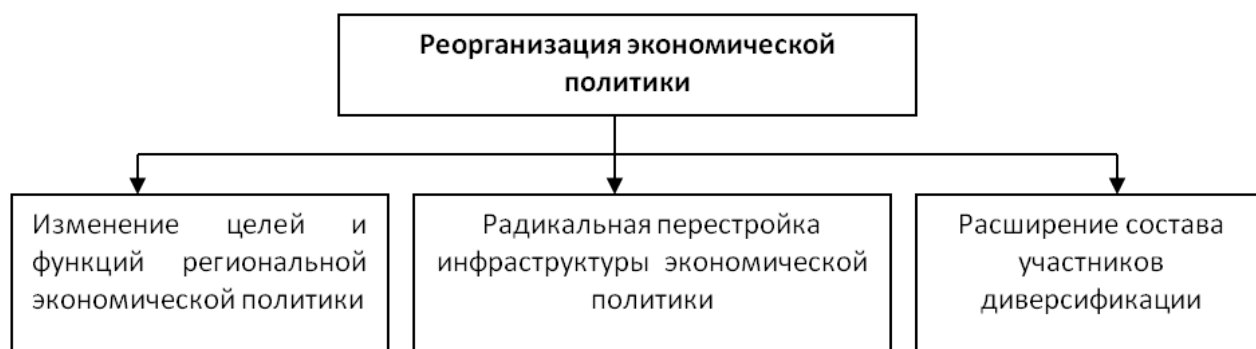 Реорганизация экономической
политики
Изменение целей и
функций региональной
экономической политики
Радикальная перестройка
инфраструктуры экономической
политики
Расширение состава
участников
диверсификации